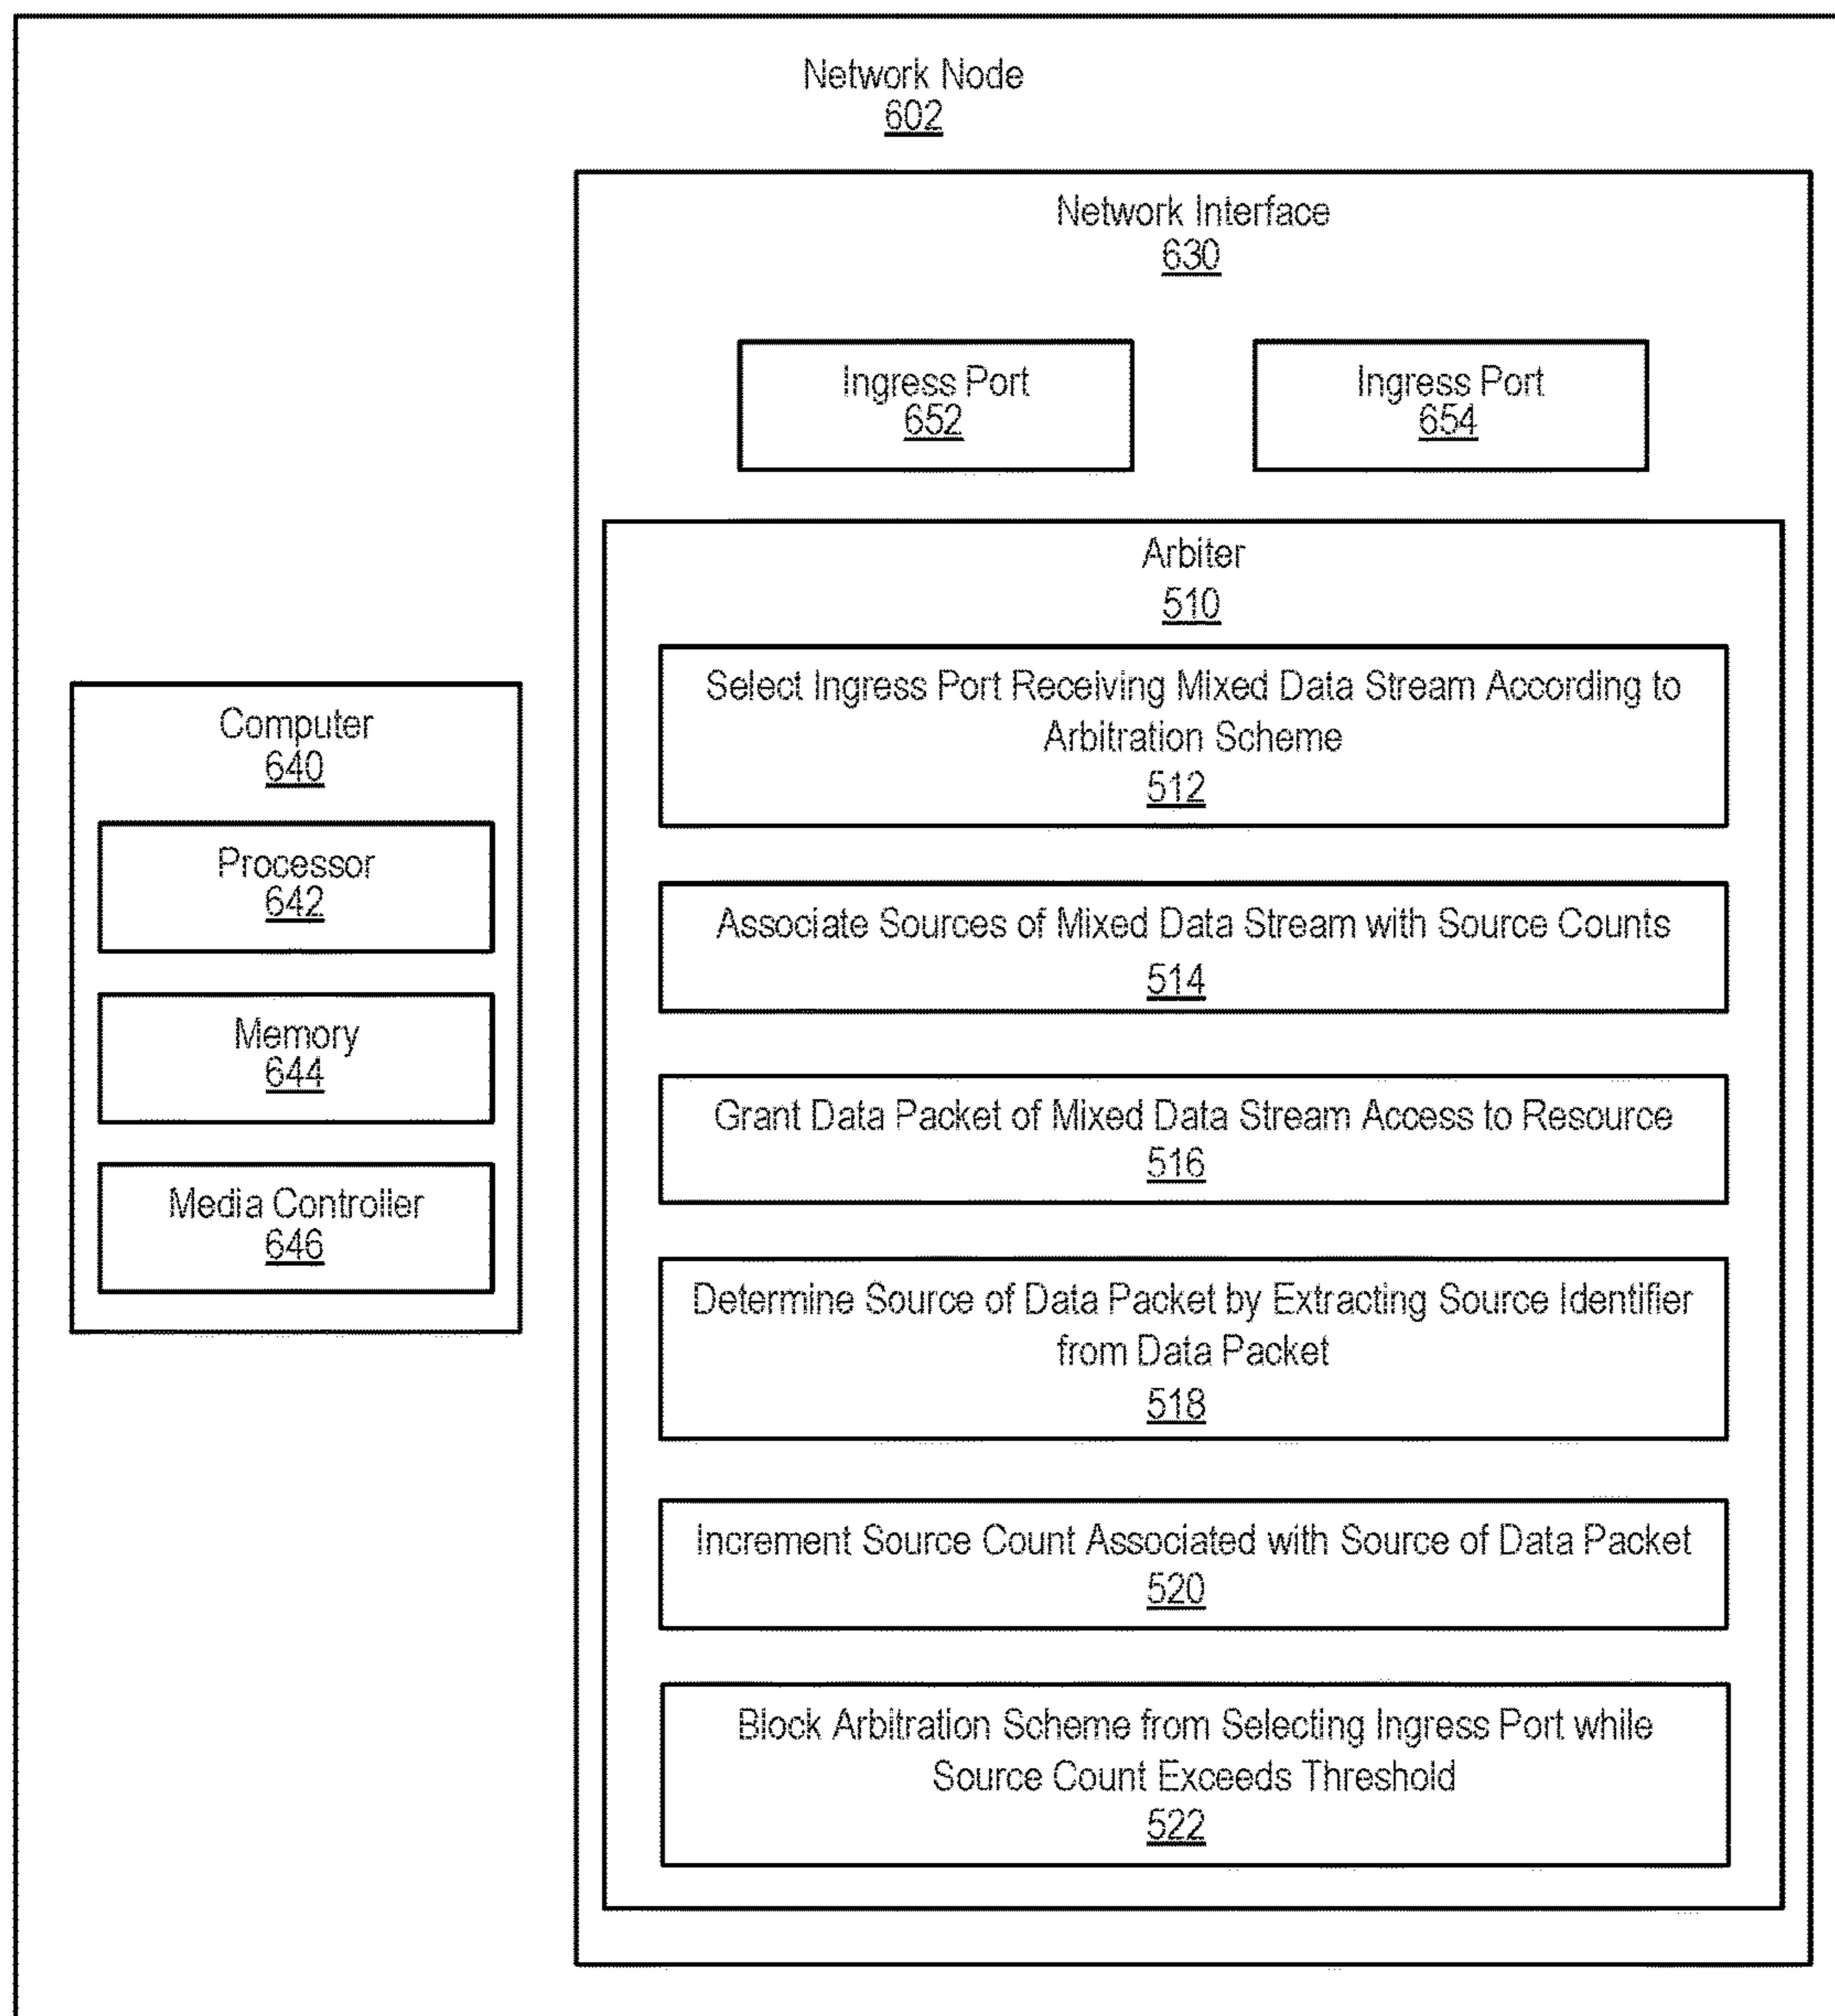 Network Node
602
Network Interface
630
Ingress Port
652
Ingress Port
654
Arbiter
510
Select Ingress Port Receiving Mixed Data Stream According to
Arbitration Scheme
512
Associate Sources of Mixed Data Stream with Source Counts
514
Grant Data Packet of Mixed Data Stream Access to Resource
516
Determine Source of Data Packet by Extracting Source Identifier
from Data Packet
518
Increment Source Count Associated with Source of Data Packet
520
Block Arbitration Scheme from Selecting Ingress Port while
Source Count Exceeds Threshold
522
Computer
640
Processor
642
Memory
644
Media Controller
646